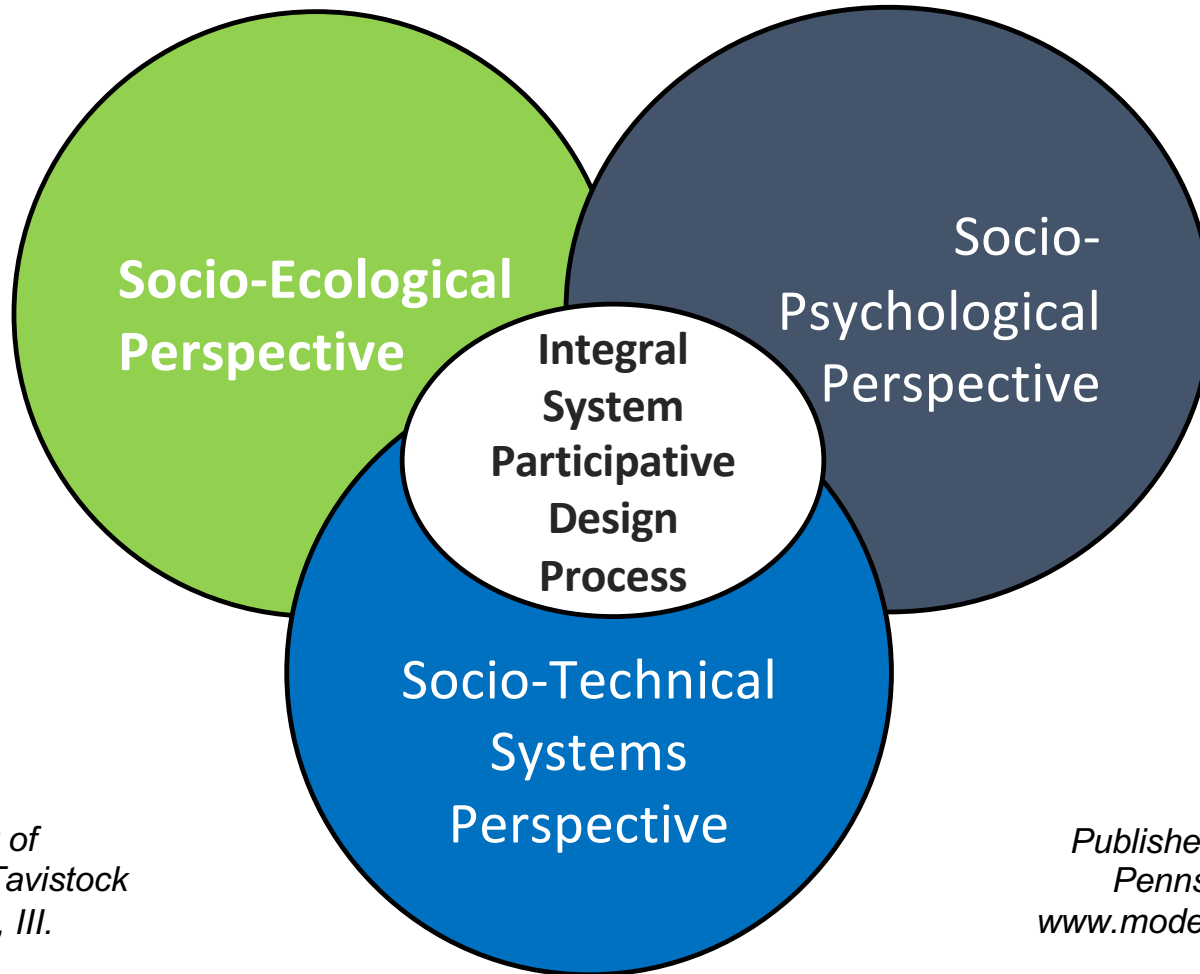 Socio-Ecological
Perspective
Socio-
Psychological
Perspective
Integral
System
Participative
Design
Process
Socio-Technical
Systems
Perspective
of
Tavistock
, III.
Publishe
Penns
www.mode